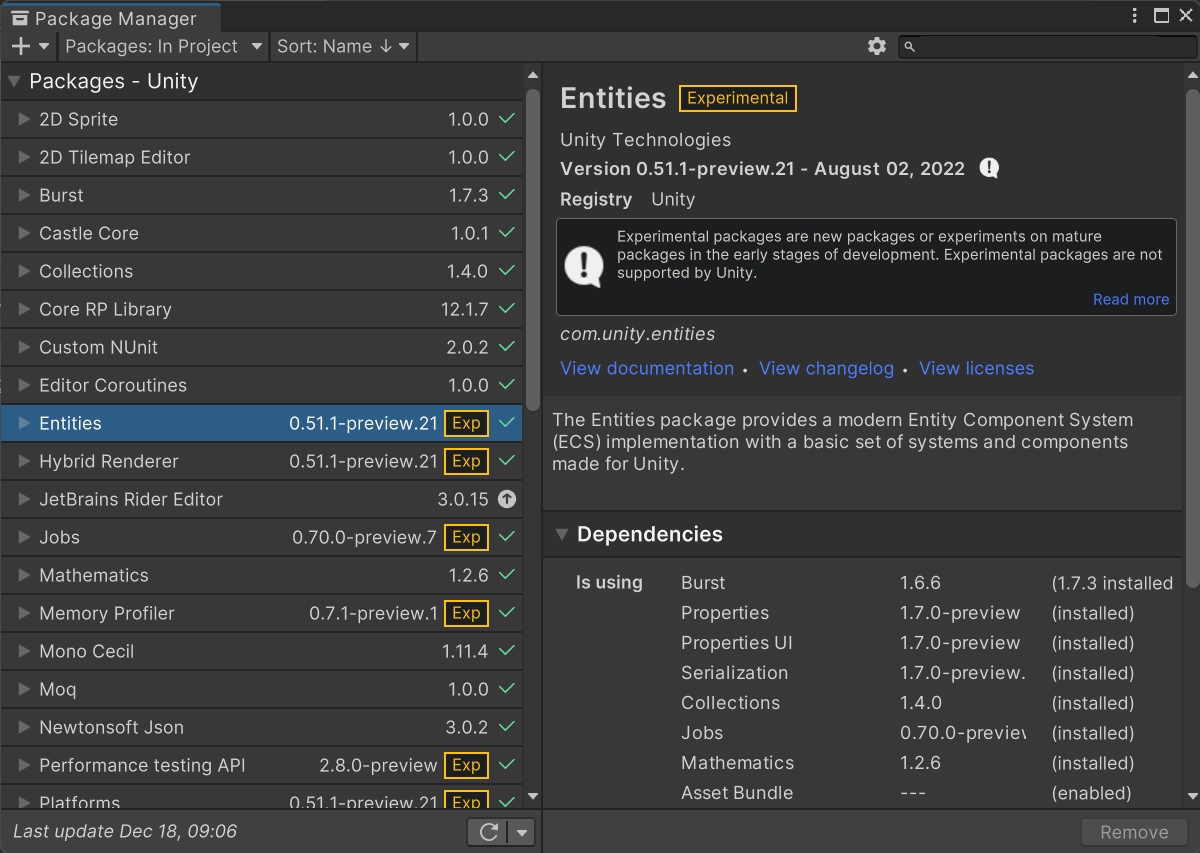 Package Manager
Packages: In Project
Sort: Name ↓
Packages - Unity
2D Sprite 1.0.0
2D Tilemap Editor 1.0.0
Burst 1.7.3
Castle Core 1.0.1
Collections 1.4.0
Core RP Library 12.1.7
Custom NUnit 2.0.2
Editor Coroutines 1.0.0
Entities 0.51.1-preview.21 Exp
Hybrid Renderer 0.51.1-preview.21 Exp
JetBrains Rider Editor 3.0.15
Jobs 0.70.0-preview.7 Exp
Mathematics 1.2.6
Memory Profiler 0.7.1-preview.1 Exp
Mono Cecil 1.11.4
Moq 1.0.0
Newtonsoft Json 3.0.2
Performance testing API 2.8.0-preview Exp
Platforms 0.51.1-preview.21 Exp
Last update Dec 18, 09:06
Entities Experimental
Unity Technologies
Version 0.51.1-preview.21 - August 02, 2022
Registry Unity
Experimental packages are new packages or experiments on mature
packages in the early stages of development. Experimental packages are not
supported by Unity.
Read more
com.unity.entities
View documentation • View changelog • View licenses
The Entities package provides a modern Entity Component System
(ECS) implementation with a basic set of systems and components
made for Unity.
Dependencies
Is using Burst 1.6.6 (1.7.3 installed
Properties 1.7.0-preview (installed)
Properties UI 1.7.0-preview (installed)
Serialization 1.7.0-preview. (installed)
Collections 1.4.0 (installed)
Jobs 0.70.0-preview (installed)
Mathematics 1.2.6 (installed)
Asset Bundle --- (enabled)
Remove